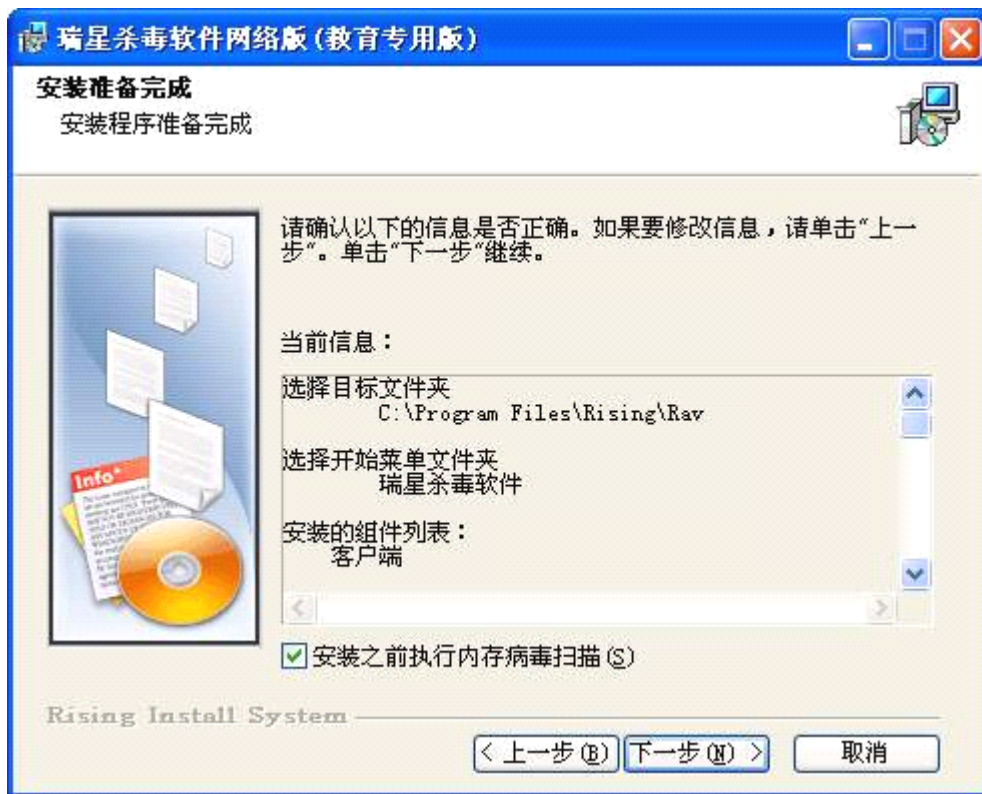 瑞星杀毒软件网络版(教育专用版)
安装准备完成
安装程序准备完成
请确认以下的信息是否正确。如果要修改信息，请单击“上一
步”。单击“下一步”继续。
当前信息：
选择目标文件夹
C:\Program Files\Rising\Rav
选择开始菜单文件夹
瑞星杀毒软件
安装的组件列表：
客户端
Info
安装之前执行内存病毒扫描(S)
Rising Install System
< 上一步(B) 下一步(N) > 取消